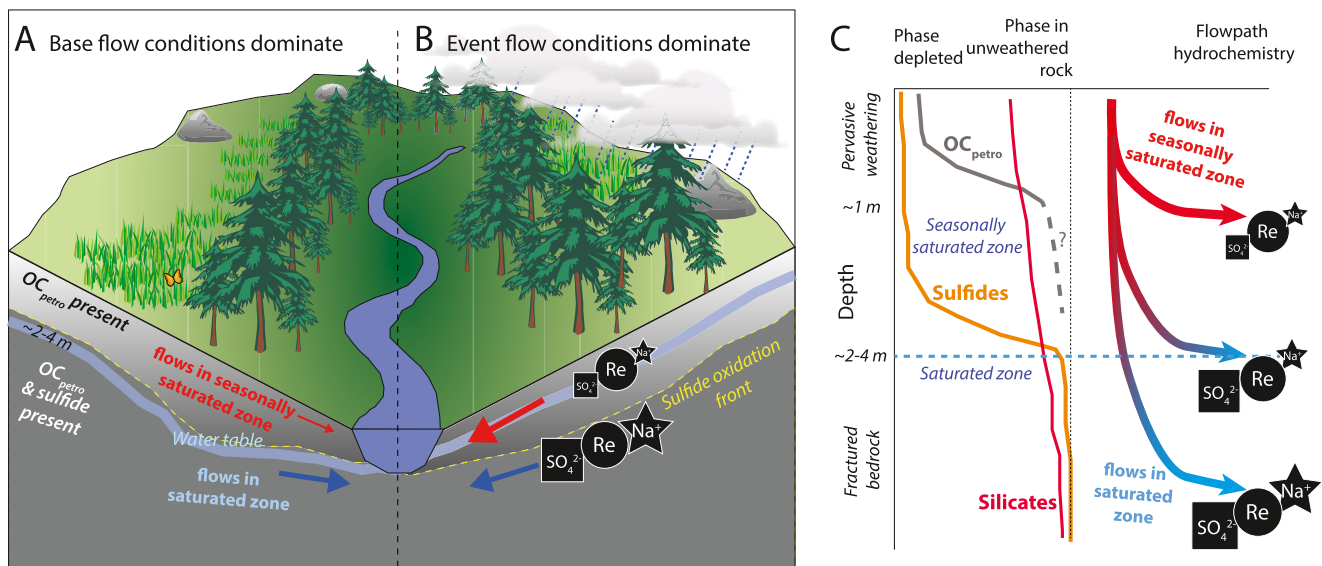 A Base flow conditions dominate
B Event flow conditions dominate
OCpetro present
~2-4 m
OCpetro
& sulfide
present
flows in seasonally
saturated zone
Water table
flows in
saturated zone
SO₄²⁻
Re
Na⁺
Sulfide oxidation
front
SO₄²⁻
Re
Na⁺
C
Phase
depleted
Phase in
unweathered
rock
Flowpath
hydrochemistry
Pervasive
weathering
~1 m
Depth
~2-4 m
Fractured
bedrock
OCpetro
?
Seasonally
saturated zone
Sulfides
Saturated zone
Silicates
flows in
seasonally
saturated zone
SO₄²⁻
Re
Na⁺
SO₄²⁻
Re
Na⁺
flows in
saturated
zone
SO₄²⁻
Re
Na⁺